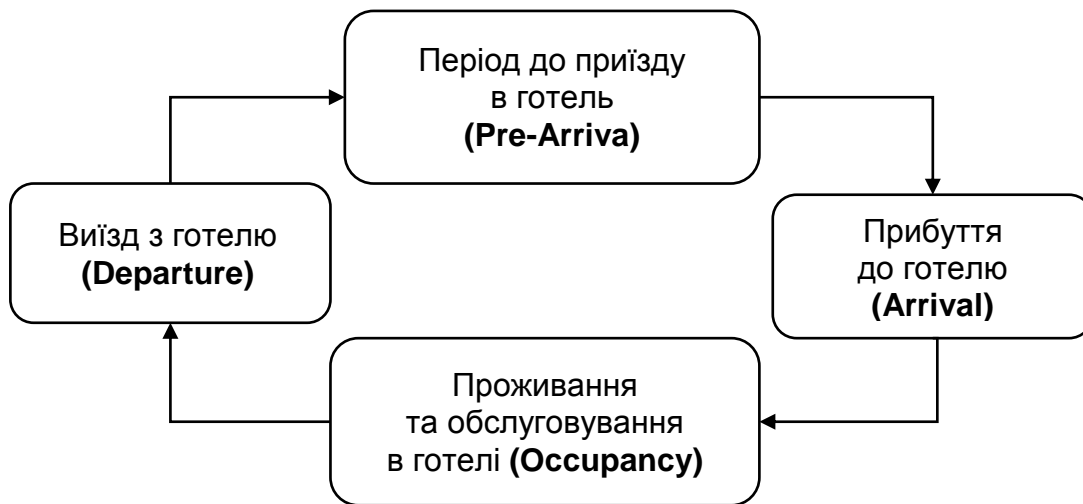 Період до приїзду
в готель
(Pre-Arriva)
Прибуття
до готелю
(Arrival)
Проживання
та обслуговування
в готелі (Occupancy)
Виїзд з готелю
(Departure)